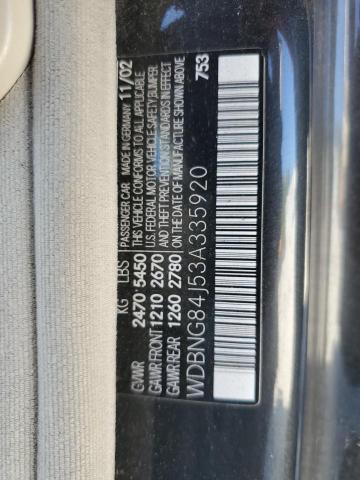 PASSENGER CAR MADE IN GERMANY 11/02
KG LBS THIS VEHICLE CONFORMS TO ALL APPLICABLE
GVWR 2470 5450 U.S. FEDERAL MOTOR VEHICLE SAFETY,BUMPER,
GAWR FRONT 1210 2670 AND THEFT PREVENTION STANDARDS IN EFFECT
GAWR REAR 1260 2780 ON THE DATE OF MANUFACTURE SHOWN ABOVE
753
WDBNG84J53A335920